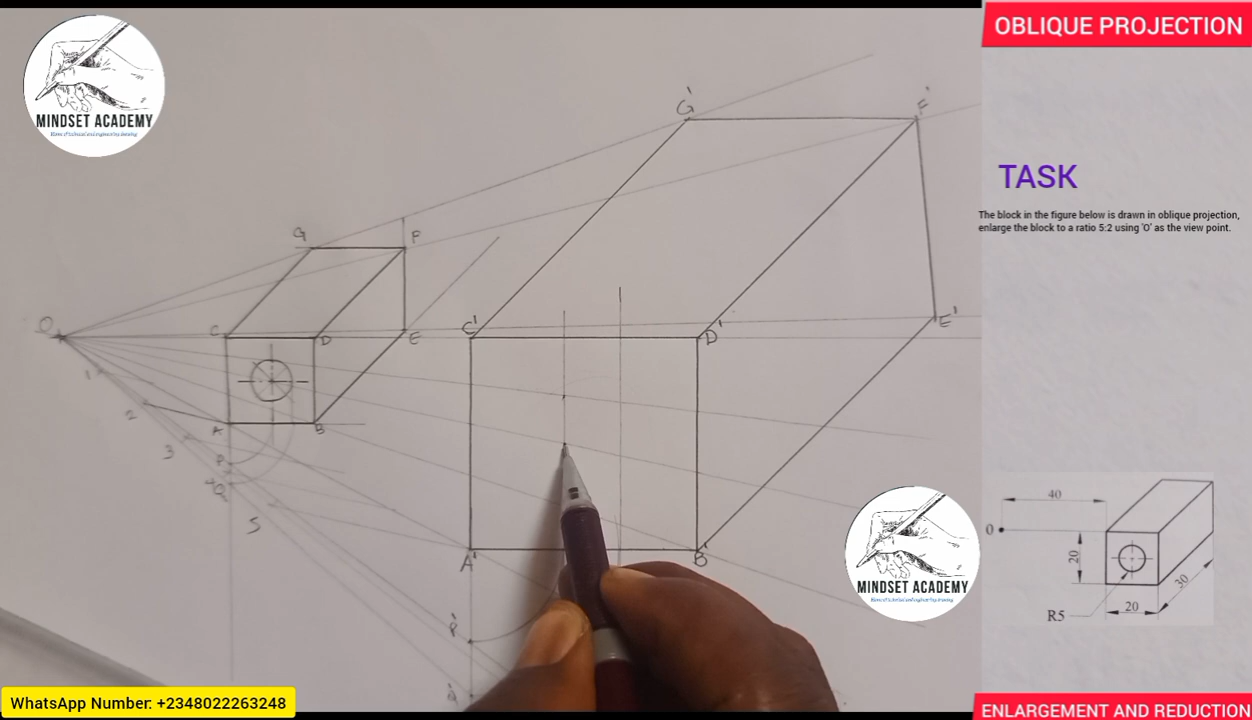 MINDSET ACADEMY
OBLIQUE PROJECTION
TASK
The block in the figure below is drawn in oblique projection,
enlarge the block to a ratio 5:2 using 'O' as the view point.
G'
F'
G
F
O
C
D
E
C'
D'
E'
1
2
3
5
A
B
A'
B'
40
0
20
20
30
R5
MINDSET ACADEMY
WhatsApp Number: +2348022263248
ENLARGEMENT AND REDUCTION